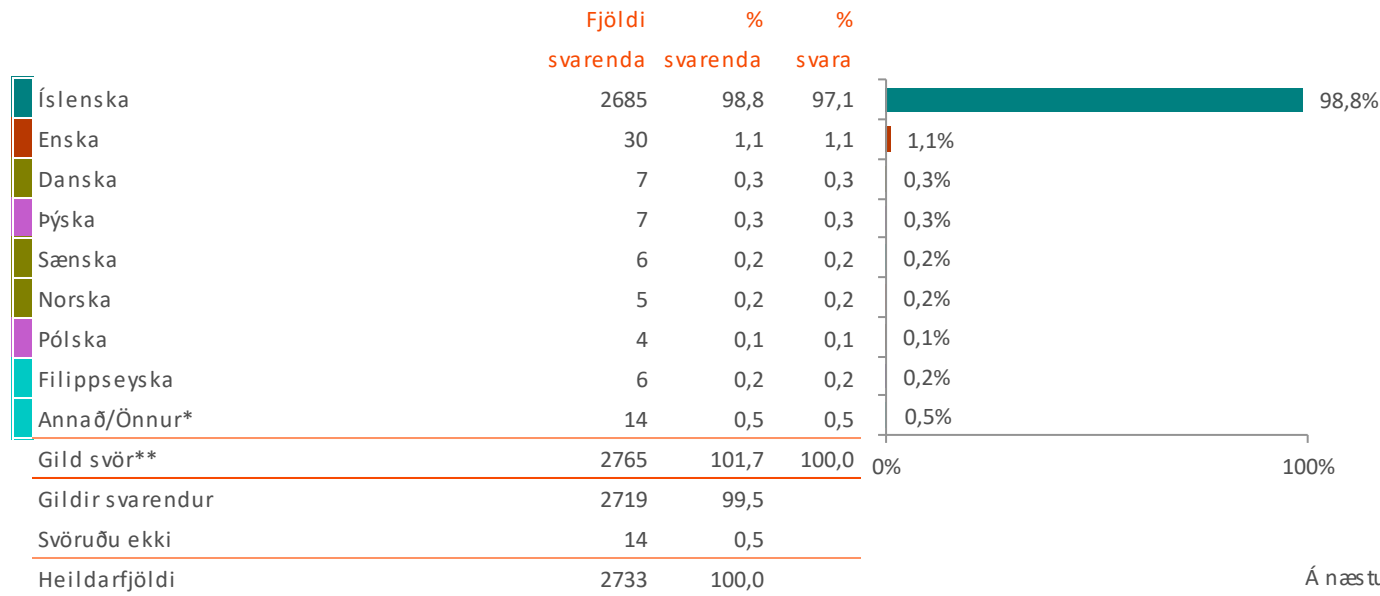 Fjöldi % %
svarenda svarenda svara
Íslenska 2685 98,8 97,1 98,8%
Enska 30 1,1 1,1 1,1%
Danska 7 0,3 0,3 0,3%
Þýska 7 0,3 0,3 0,3%
Sænska 6 0,2 0,2 0,2%
Norska 5 0,2 0,2 0,2%
Pólska 4 0,1 0,1 0,1%
Filippseyska 6 0,2 0,2 0,2%
Annað/Önnur* 14 0,5 0,5 0,5%
Gild svör** 2765 101,7 100,0 0% 100%
Gildir svarendur 2719 99,5
Svöruðu ekki 14 0,5
Heildarfjöldi 2733 100,0 Á